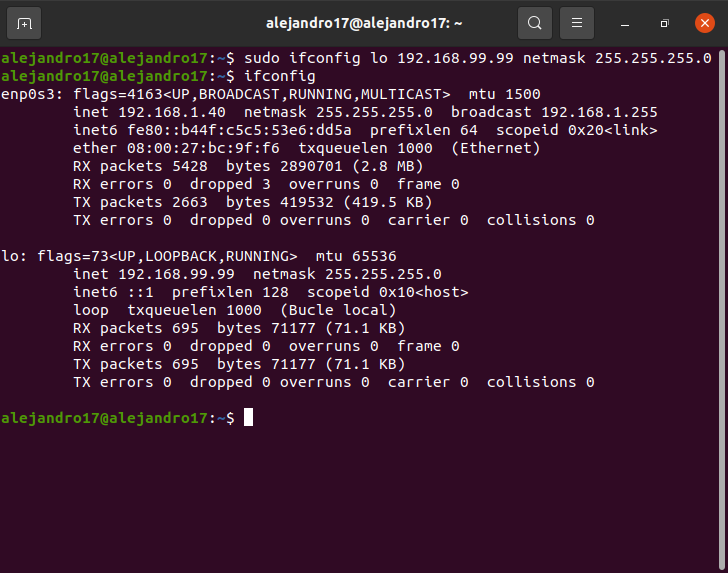 alejandro17@alejandro17: ~
alejandro17@alejandro17:~$ sudo ifconfig lo 192.168.99.99 netmask 255.255.255.0
alejandro17@alejandro17:~$ ifconfig
enp0s3: flags=4163<UP,BROADCAST,RUNNING,MULTICAST>  mtu 1500
        inet 192.168.1.40  netmask 255.255.255.0  broadcast 192.168.1.255
        inet6 fe80::b44f:c5c5:53e6:dd5a  prefixlen 64  scopeid 0x20<link>
        ether 08:00:27:bc:9f:f6  txqueuelen 1000  (Ethernet)
        RX packets 5428  bytes 2890701 (2.8 MB)
        RX errors 0  dropped 3  overruns 0  frame 0
        TX packets 2663  bytes 419532 (419.5 KB)
        TX errors 0  dropped 0 overruns 0  carrier 0  collisions 0

lo: flags=73<UP,LOOPBACK,RUNNING>  mtu 65536
        inet 192.168.99.99  netmask 255.255.255.0
        inet6 ::1  prefixlen 128  scopeid 0x10<host>
        loop  txqueuelen 1000  (Bucle local)
        RX packets 695  bytes 71177 (71.1 KB)
        RX errors 0  dropped 0  overruns 0  frame 0
        TX packets 695  bytes 71177 (71.1 KB)
        TX errors 0  dropped 0 overruns 0  carrier 0  collisions 0

alejandro17@alejandro17:~$